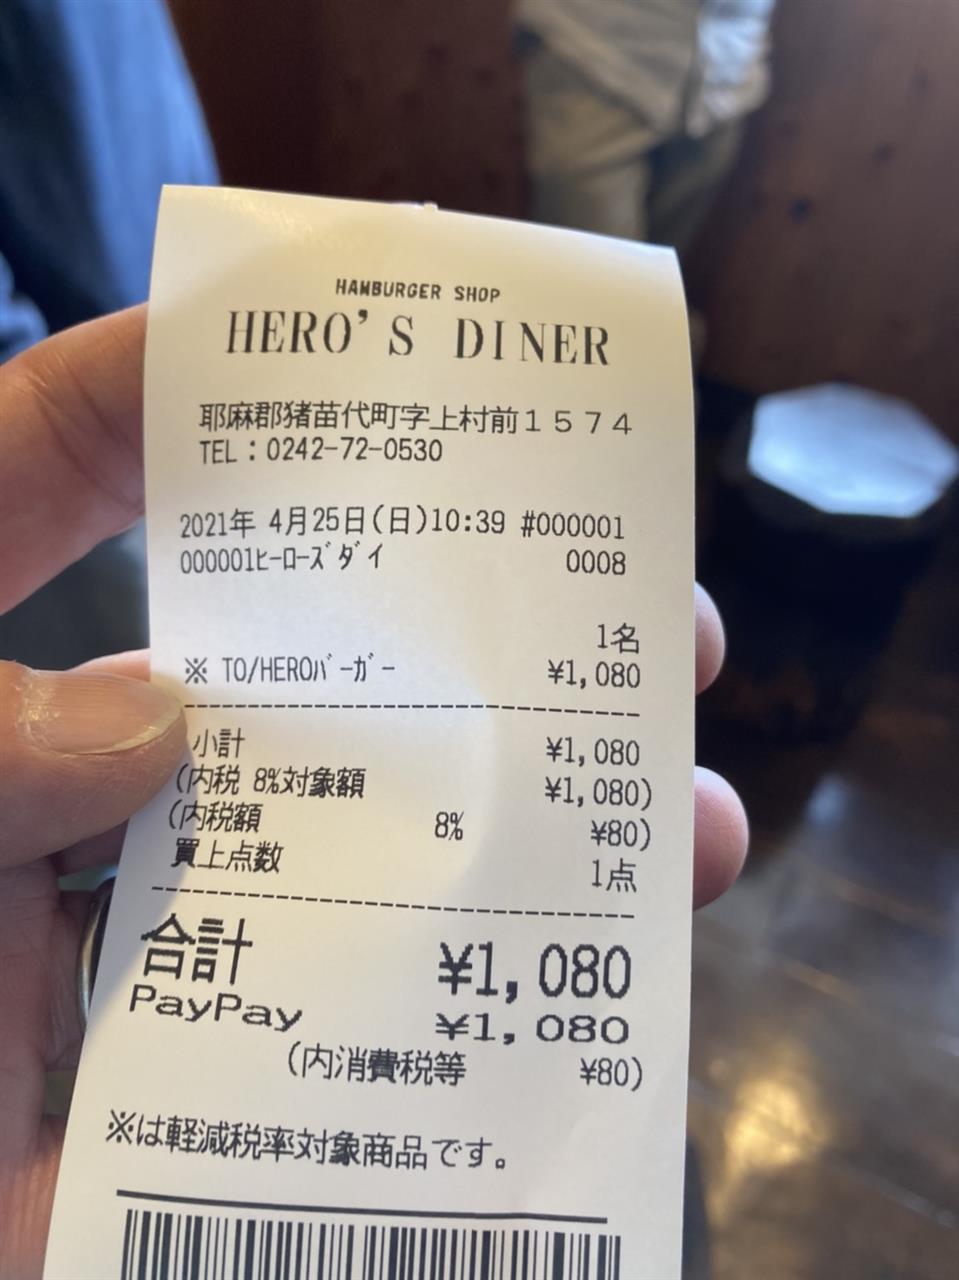 HAMBURGER SHOP
HERO'S DINER
耶麻郡猪苗代町字上村前１５７４
TEL：0242-72-0530
2021年 4月25日(日)10:39 #000001
000001ﾋｰﾛｰｽﾞﾀﾞｲ 0008
1名
※ TO/HEROﾊﾞｰｶﾞｰ ¥1,080
小計 ¥1,080
(内税 8%対象額 ¥1,080)
(内税額 8% ¥80)
買上点数 1点
合計 ¥1,080
PayPay ¥1,080
(内消費税等 ¥80)
※は軽減税率対象商品です。